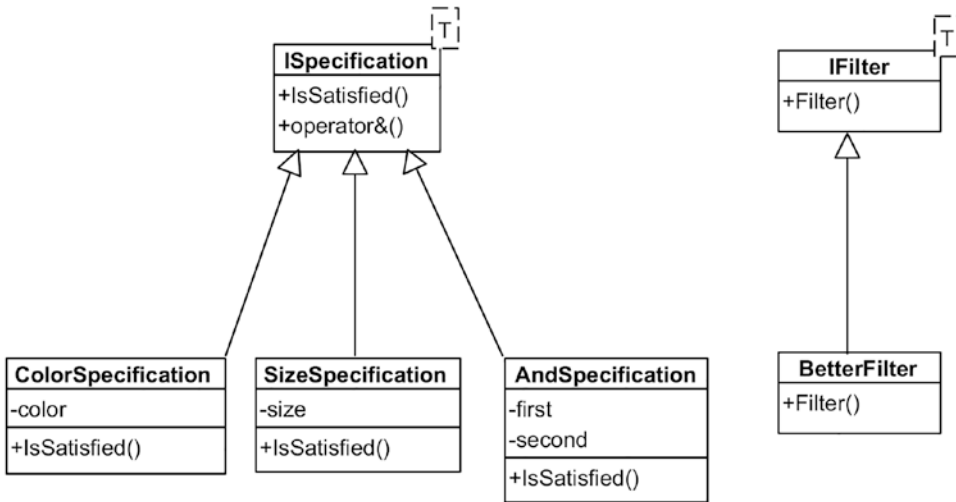 T
ISpecification
+IsSatisfied()
+operator&()
T
IFilter
+Filter()
ColorSpecification
-color
+IsSatisfied()
SizeSpecification
-size
+IsSatisfied()
AndSpecification
-first
-second
+IsSatisfied()
BetterFilter
+Filter()